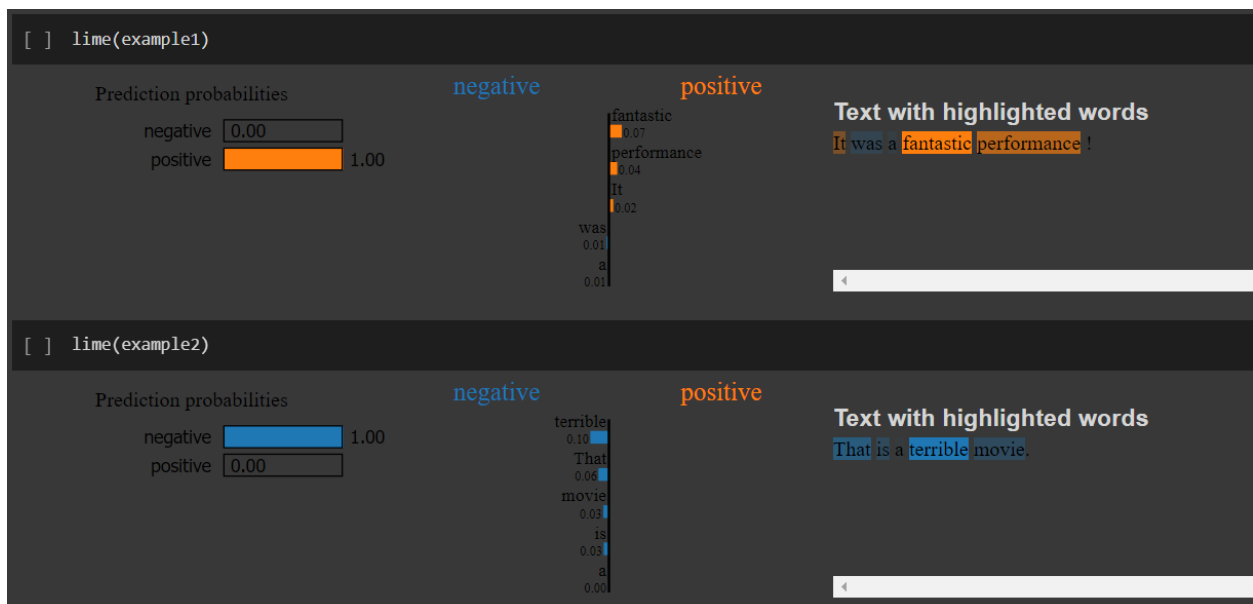 [ ] lime(example1)
Prediction probabilities
negative 0.00
positive 1.00
negative positive
fantastic
0.07
performance
0.04
It
0.02
was
0.01
a
0.01
Text with highlighted words
It was a fantastic performance !
[ ] lime(example2)
Prediction probabilities
negative 1.00
positive 0.00
negative positive
terrible
0.10
That
0.06
movie
0.03
is
0.03
a
0.00
Text with highlighted words
That is a terrible movie.